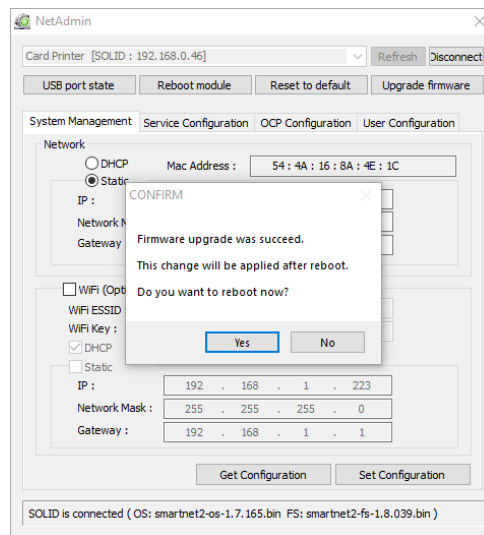 NetAdmin
Card Printer [SOLID : 192.168.0.46] Refresh Disconnect
USB port state Reboot module Reset to default Upgrade firmware
System Management Service Configuration OCP Configuration User Configuration
Network
DHCP Mac Address : 54 : 4A : 16 : 8A : 4E : 1C
Static
CONFIRM
IP :
Network M
Gateway
Firmware upgrade was succeed.
This change will be applied after reboot.
Do you want to reboot now?
Yes No
WiFi (Opti
WiFi ESSID
WiFi Key :
DHCP
Static
IP : 192 . 168 . 1 . 223
Network Mask : 255 . 255 . 255 . 0
Gateway : 192 . 168 . 1 . 1
Get Configuration Set Configuration
SOLID is connected ( OS: smartnet2-os-1.7.165.bin FS: smartnet2-fs-1.8.039.bin )